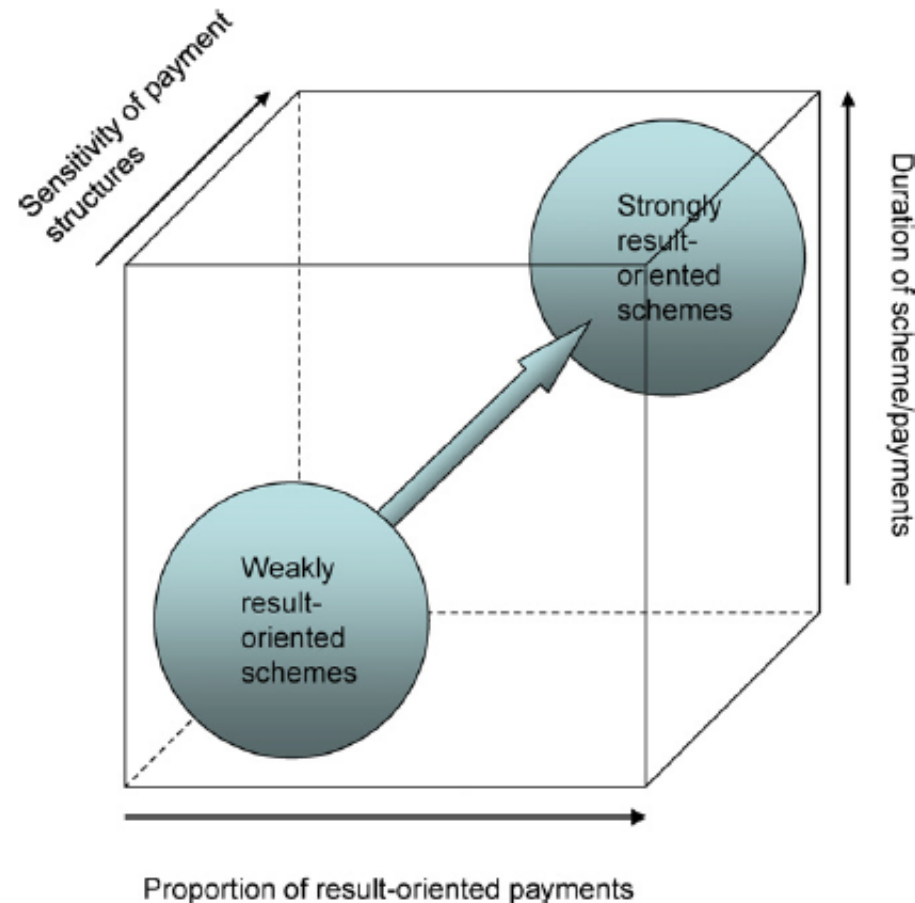 Sensitivity of payment
structures
Strongly
result-
oriented
schemes
Duration of scheme/payments
Weakly
result-
oriented
schemes
Proportion of result-oriented payments